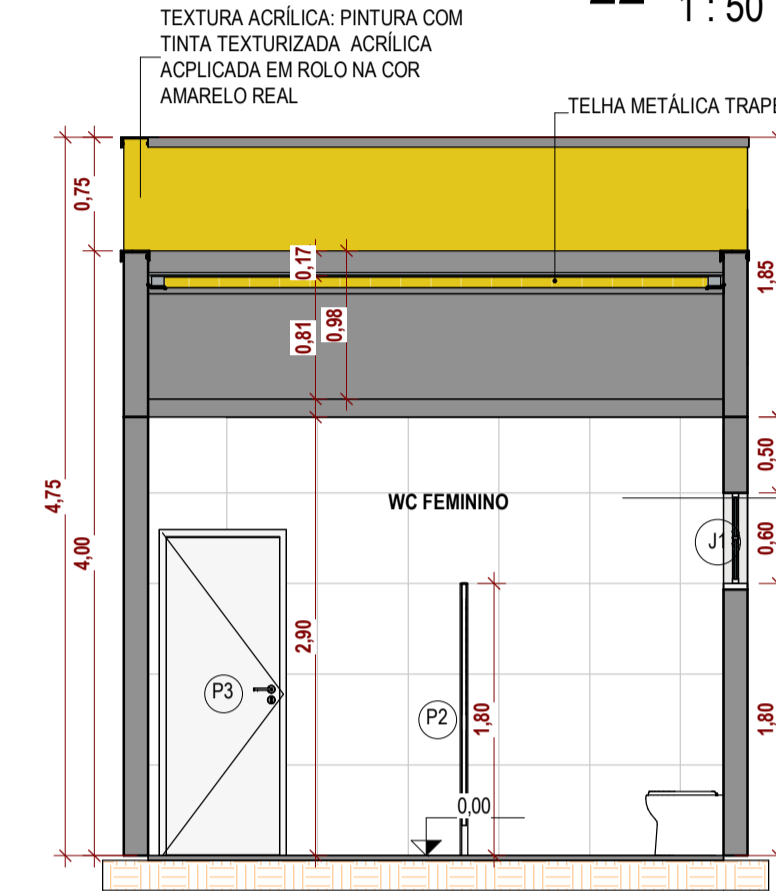 1 : 50
TEXTURA ACRÍLICA: PINTURA COM
TINTA TEXTURIZADA ACRÍLICA
ACPLICADA EM ROLO NA COR
AMARELO REAL
TELHA METÁLICA
0,75
0,17
1,85
0,81
0,98
4,75
4,00
0,50
WC FEMININO
J1
0,60
2,90
P3
P2
1,80
1,80
0,00